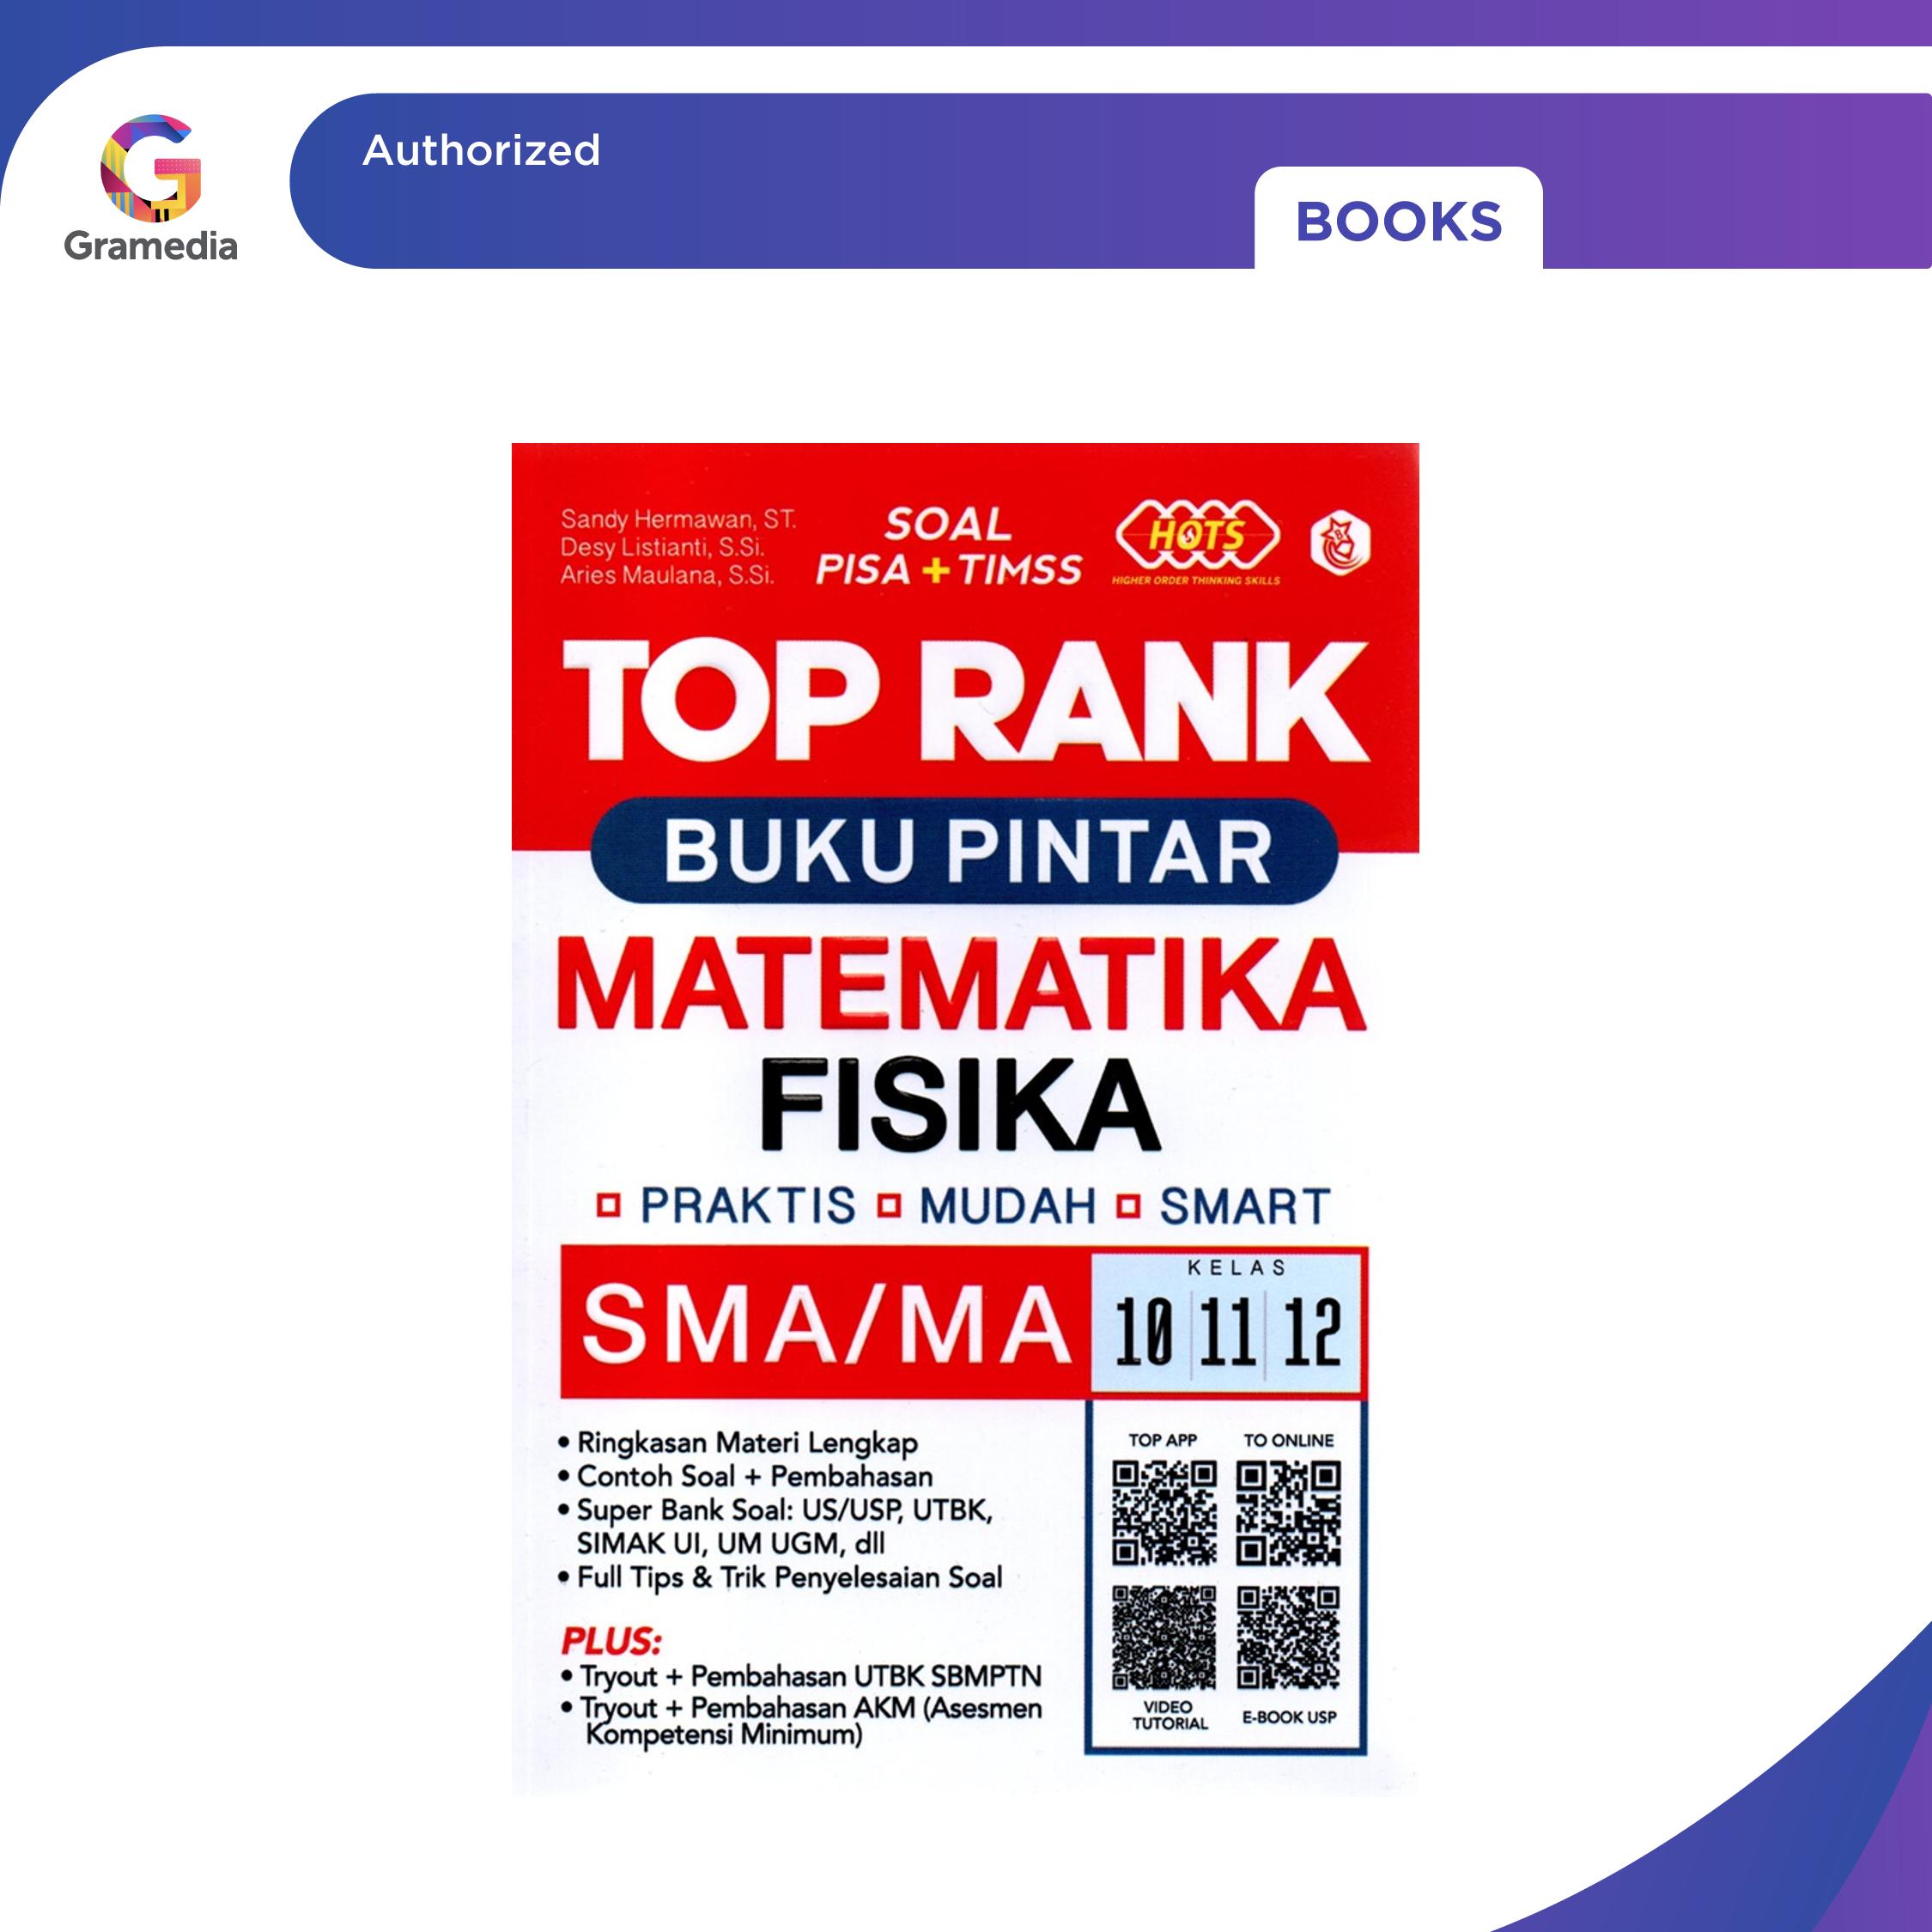 Gramedia
Authorized
BOOKS
Sandy Hermawan, ST.
Desy Listianti, S.Si.
Aries Maulana, S.Si.
SOAL
PISA + TIMSS
HOTS
HIGHER ORDER THINKING SKILLS
TOP RANK
BUKU PINTAR
MATEMATIKA
FISIKA
PRAKTIS MUDAH SMART
SMA/MA
KELAS
10 11 12
• Ringkasan Materi Lengkap
• Contoh Soal + Pembahasan
• Super Bank Soal: US/USP, UTBK,
SIMAK UI, UM UGM, dll
• Full Tips & Trik Penyelesaian Soal
PLUS:
• Tryout + Pembahasan UTBK SBMPTN
• Tryout + Pembahasan AKM (Asesmen
Kompetensi Minimum)
TOP APP
TO ONLINE
VIDEO
TUTORIAL
E-BOOK USP